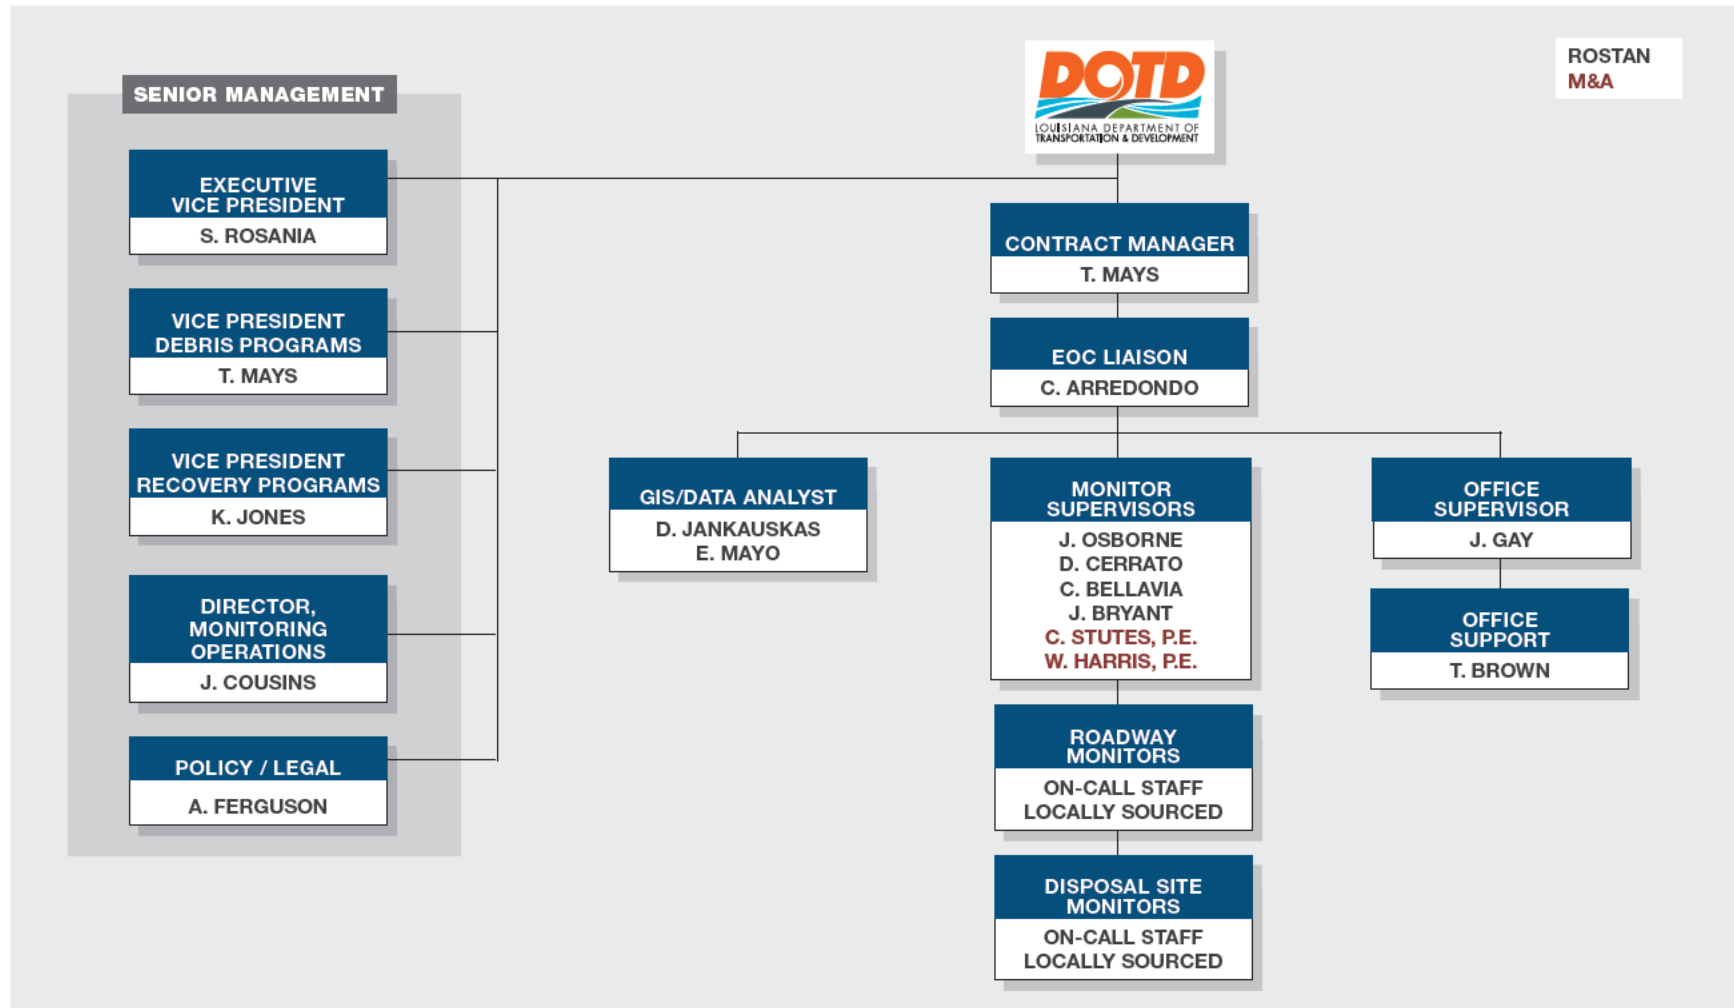 DOTD
LOUISIANA DEPARTMENT OF
TRANSPORTATION & DEVELOPMENT
ROSTAN
M&A
SENIOR MANAGEMENT
EXECUTIVE
VICE PRESIDENT
S. ROSANIA
VICE PRESIDENT
DEBRIS PROGRAMS
T. MAYS
VICE PRESIDENT
RECOVERY PROGRAMS
K. JONES
DIRECTOR,
MONITORING
OPERATIONS
J. COUSINS
POLICY / LEGAL
A. FERGUSON
CONTRACT MANAGER
T. MAYS
EOC LIAISON
C. ARREDONDO
GIS/DATA ANALYST
D. JANKAUSKAS
E. MAYO
MONITOR
SUPERVISORS
J. OSBORNE
D. CERRATO
C. BELLAVIA
J. BRYANT
C. STUTES, P.E.
W. HARRIS, P.E.
ROADWAY
MONITORS
ON-CALL STAFF
LOCALLY SOURCED
DISPOSAL SITE
MONITORS
ON-CALL STAFF
LOCALLY SOURCED
OFFICE
SUPERVISOR
J. GAY
OFFICE
SUPPORT
T. BROWN